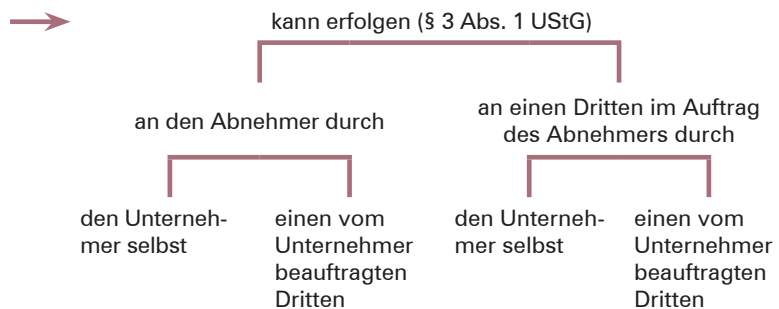 kann erfolgen (§ 3 Abs. 1 UStG)
an den Abnehmer durch
an einen Dritten im Auftrag
des Abnehmers durch
den Unterneh-
mer selbst
einen vom
Unternehmer
beauftragten
Dritten
den Unterneh-
mer selbst
einen vom
Unternehmer
beauftragten
Dritten